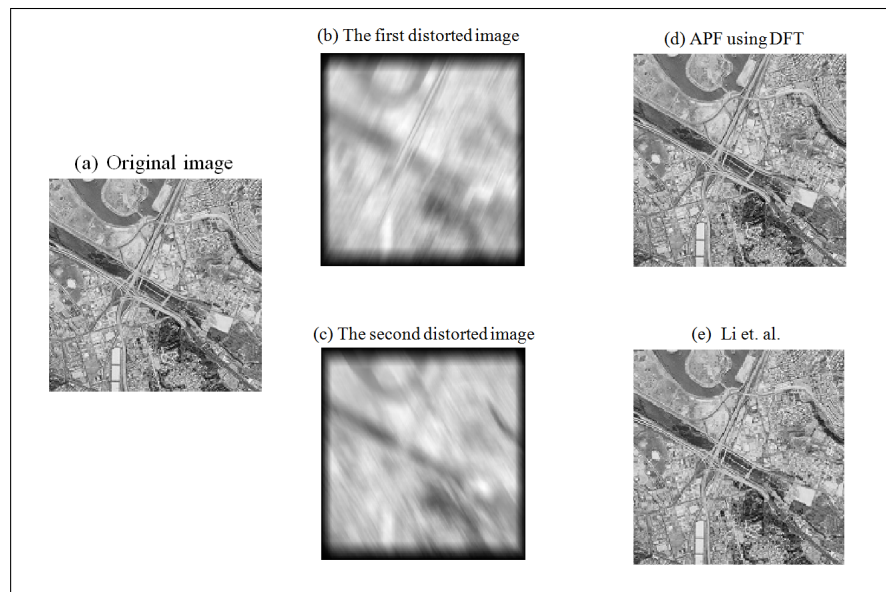 (a) Original image
(b) The first distorted image
(c) The second distorted image
(d) APF using DFT
(e) Li et. al.